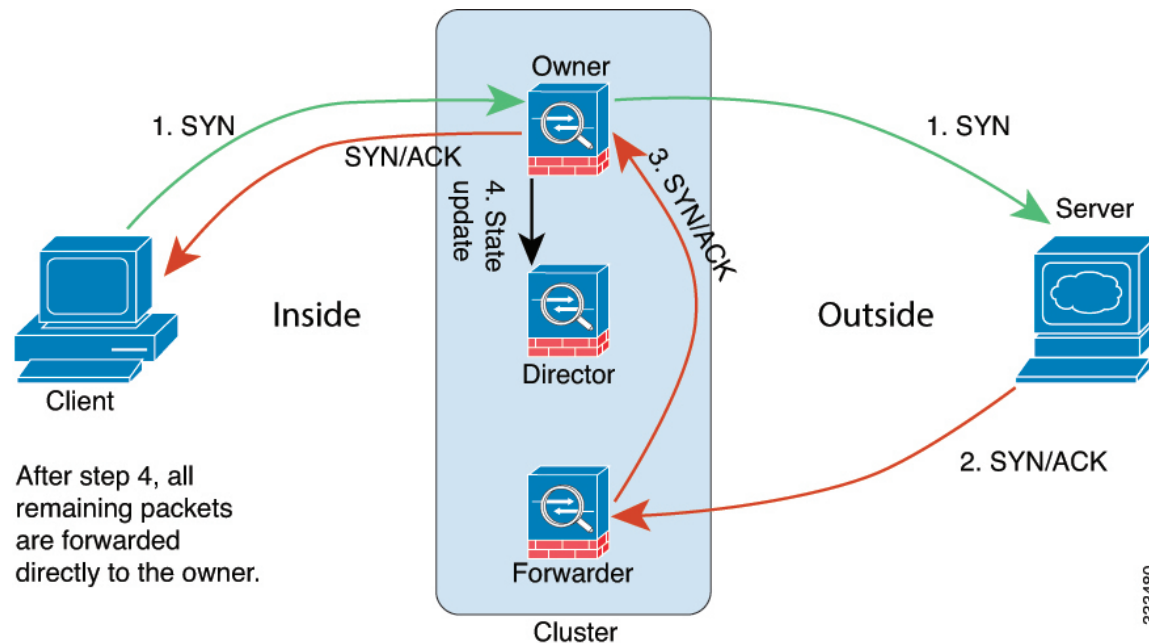 Owner
1. SYN
1. SYN
SYN/ACK
3. SYN/ACK
4. State
update
Server
Inside
Outside
Director
Client
2. SYN/ACK
After step 4, all
remaining packets
are forwarded
directly to the owner.
Forwarder
Cluster